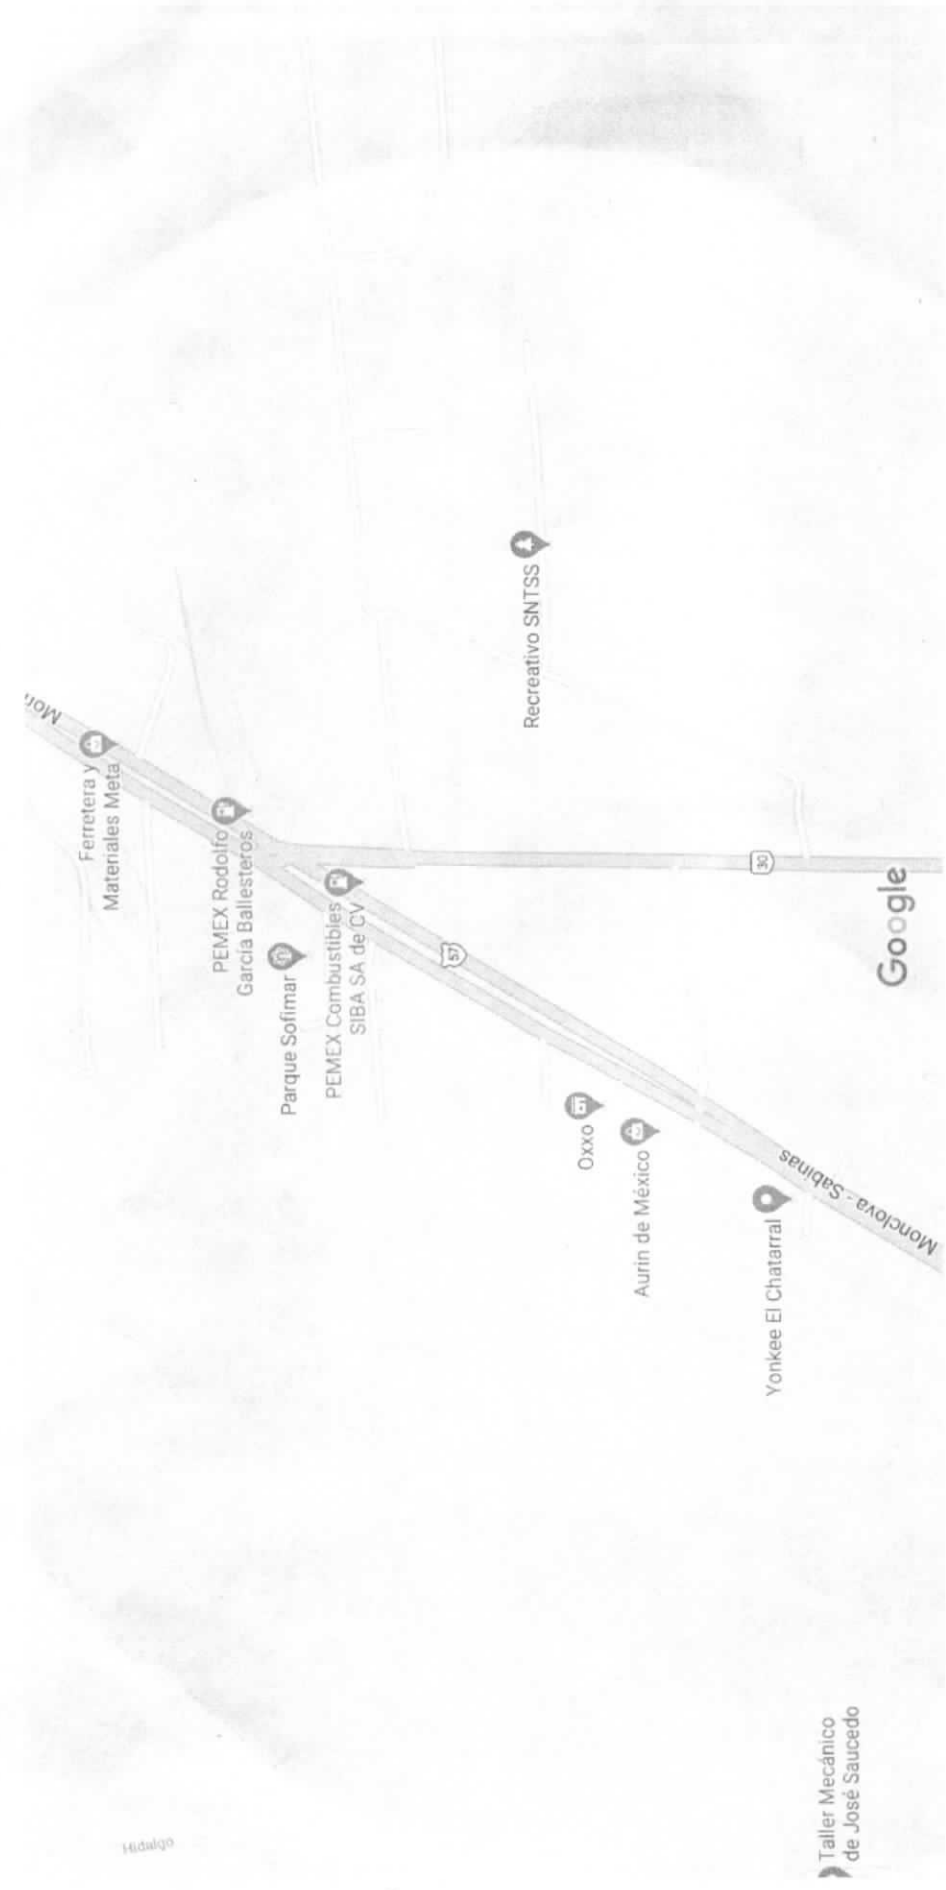 Mon
Ferretera y
Materiales Meta
PEMEX Rodolfo
García Ballesteros
Parque Sofimar
PEMEX Combustibles
SIBA SA de CV
57
Recreativo SNTSS
Oxxo
Aurin de México
30
Yonkee El Chatarral
Monclova - Sabinas
Google
Hidalgo
Taller Mecánico
de José Saucedo